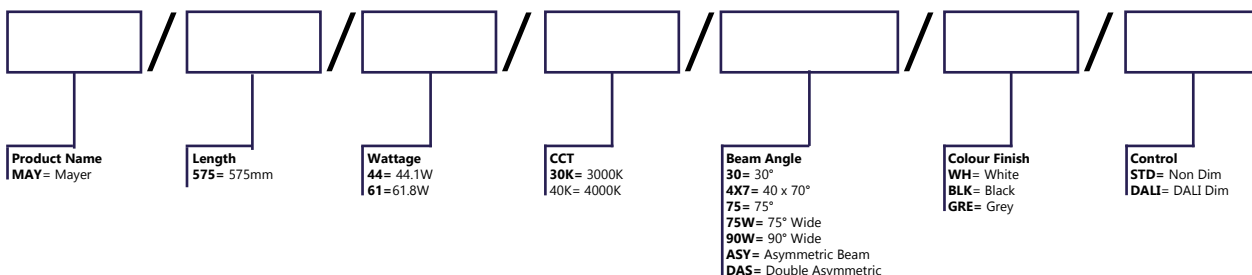 / / / / / /
Product Name
MAY= Mayer
Length
575= 575mm
Wattage
44= 44.1W
61=61.8W
CCT
30K= 3000K
40K= 4000K
Beam Angle
30= 30°
4X7= 40 x 70°
75= 75°
75W= 75° Wide
90W= 90° Wide
ASY= Asymmetric Beam
DAS= Double Asymmetric
Colour Finish
WH= White
BLK= Black
GRE= Grey
Control
STD= Non Dim
DALI= DALI Dim